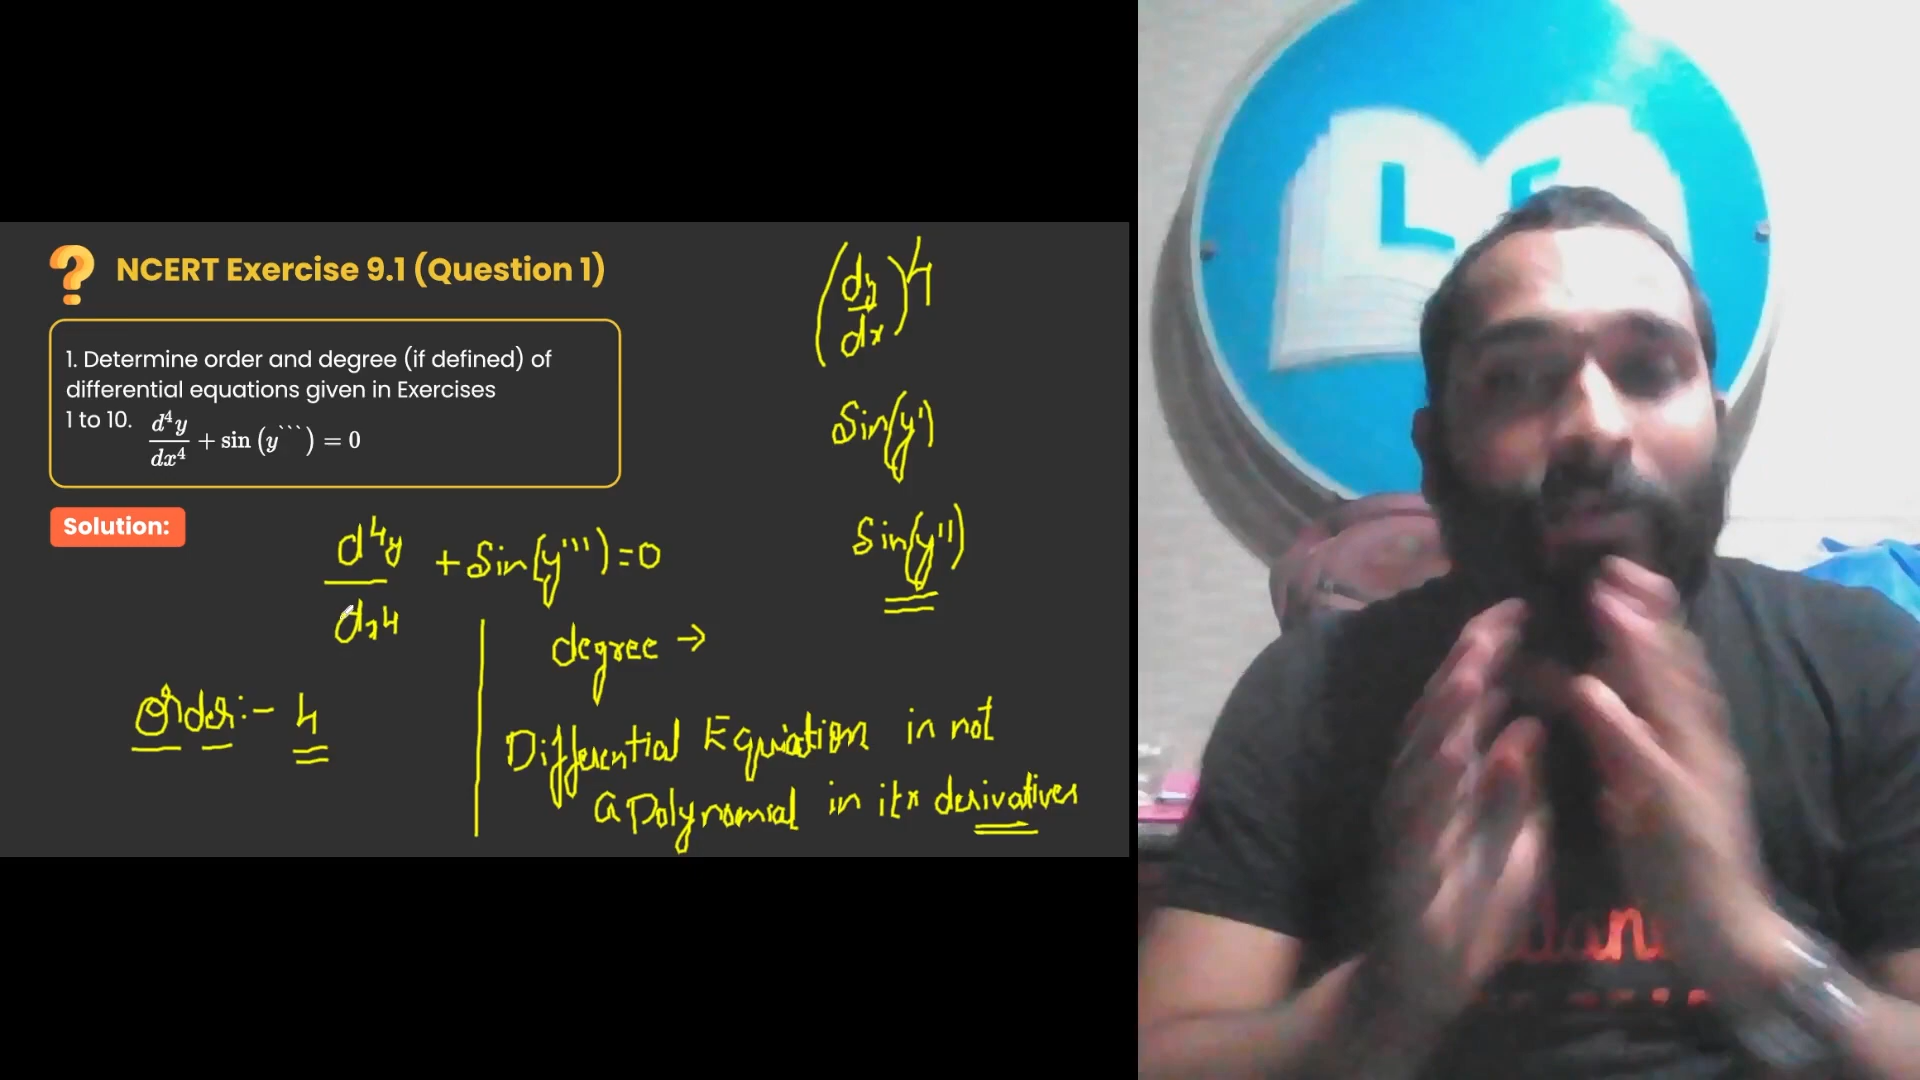 NCERT Exercise 9.1 (Question 1)
1. Determine order and degree (if defined) of
differential equations given in Exercises
1 to 10. d⁴y/dx⁴ + sin (y```) = 0
Solution:
d⁴y/dx⁴ + Sin(y''') = 0
Order:- 4
degree →
Differential Equation in not
a Polynomial in its derivatives
(dy/dx)⁴
Sin(y')
Sin(y'')
L E